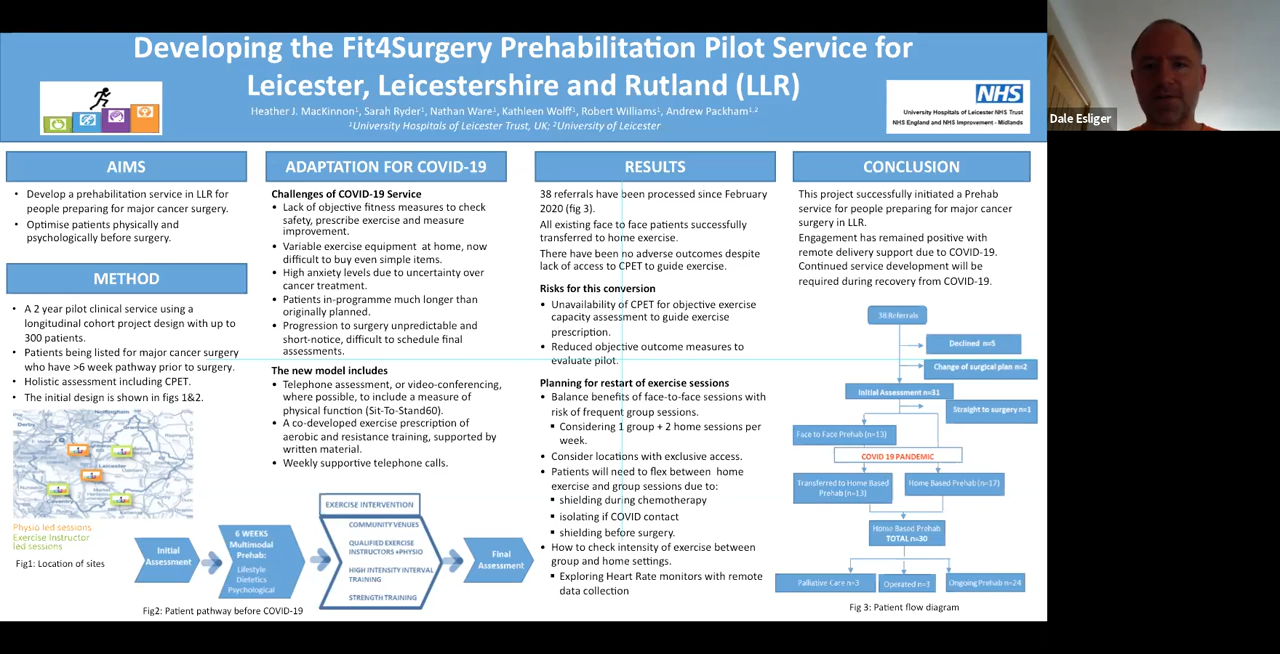 Developing the Fit4Surgery Prehabilitation Pilot Service for
Leicester, Leicestershire and Rutland (LLR)
Heather J. MacKinnon¹, Sarah Ryder¹, Nathan Ware¹, Kathleen Wolff¹, Robert Williams¹, Andrew Packham¹·²
¹University Hospitals of Leicester Trust, UK; ²University of Leicester
NHS
University Hospitals of Leicester NHS Trust
NHS England and NHS Improvement - Midlands
Dale Esliger
AIMS
• Develop a prehabilitation service in LLR for
people preparing for major cancer surgery.
• Optimise patients physically and
psychologically before surgery.
METHOD
• A 2 year pilot clinical service using a
longitudinal cohort project design with up to
300 patients.
• Patients being listed for major cancer surgery
who have >6 week pathway prior to surgery.
• Holistic assessment including CPET.
• The initial design is shown in figs 1&2.
Leicester
Physio led sessions
Exercise Instructor
led sessions
Fig1: Location of sites
ADAPTATION FOR COVID-19
Challenges of COVID-19 Service
• Lack of objective fitness measures to check
safety, prescribe exercise and measure
improvement.
• Variable exercise equipment at home, now
difficult to buy even simple items.
• High anxiety levels due to uncertainty over
cancer treatment.
• Patients in-programme much longer than
originally planned.
• Progression to surgery unpredictable and
short-notice, difficult to schedule final
assessments.
The new model includes
• Telephone assessment, or video-conferencing,
where possible, to include a measure of
physical function (Sit-To-Stand60).
• A co-developed exercise prescription of
aerobic and resistance training, supported by
written material.
• Weekly supportive telephone calls.
Initial
Assessment
6 WEEKS
Multimodal
Prehab:
Lifestyle
Dietetics
Psychological
EXERCISE INTERVENTION
COMMUNITY VENUES
QUALIFIED EXERCISE
INSTRUCTORS +PHYSIO
HIGH INTENSITY INTERVAL
TRAINING
STRENGTH TRAINING
Final
Assessment
Fig2: Patient pathway before COVID-19
RESULTS
38 referrals have been processed since February
2020 (fig 3).
All existing face to face patients successfully
transferred to home exercise.
There have been no adverse outcomes despite
lack of access to CPET to guide exercise.
Risks for this conversion
• Unavailability of CPET for objective exercise
capacity assessment to guide exercise
prescription.
• Reduced objective outcome measures to
evaluate pilot.
Planning for restart of exercise sessions
• Balance benefits of face-to-face sessions with
risk of frequent group sessions.
▪ Considering 1 group + 2 home sessions per
week.
• Consider locations with exclusive access.
• Patients will need to flex between home
exercise and group sessions due to:
▪ shielding during chemotherapy
▪ isolating if COVID contact
▪ shielding before surgery.
• How to check intensity of exercise between
group and home settings.
▪ Exploring Heart Rate monitors with remote
data collection
CONCLUSION
This project successfully initiated a Prehab
service for people preparing for major cancer
surgery in LLR.
Engagement has remained positive with
remote delivery support due to COVID-19.
Continued service development will be
required during recovery from COVID-19.
38 Referrals
Declined n=5
Change of surgical plan n=2
Initial Assessment n=31
Straight to surgery n=1
Face to Face Prehab (n=13)
COVID 19 PANDEMIC
Transferred to Home Based
Prehab (n=13)
Home Based Prehab (n=17)
Home Based Prehab
TOTAL n=30
Palliative Care n=3
Operated n=3
Ongoing Prehab n=24
Fig 3: Patient flow diagram